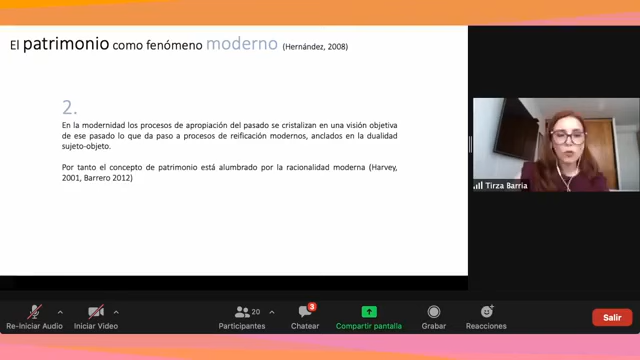 El patrimonio como fenómeno moderno (Hernández, 2008)
2.
En la modernidad los procesos de apropiación del pasado se cristalizan en una visión objetiva
de ese pasado lo que da paso a procesos de reificación modernos, anclados en la dualidad
sujeto-objeto.
Por tanto el concepto de patrimonio está alumbrado por la racionalidad moderna (Harvey,
2001, Barrero 2012)
Tirza Barria
20
3
Re-Iniciar Audio
Iniciar Video
Participantes
Chatear
Compartir pantalla
Grabar
Reacciones
Salir